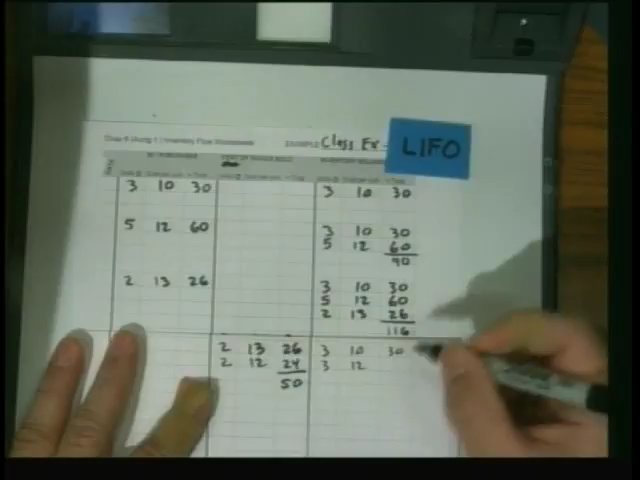 Class Ex - LIFO
3 10 30 3 10 30
5 12 60 3 10 30
5 12 60
90
2 13 26 3 10 30
5 12 60
2 13 26
116
2 13 26 3 10 30
2 12 24 3 12
50